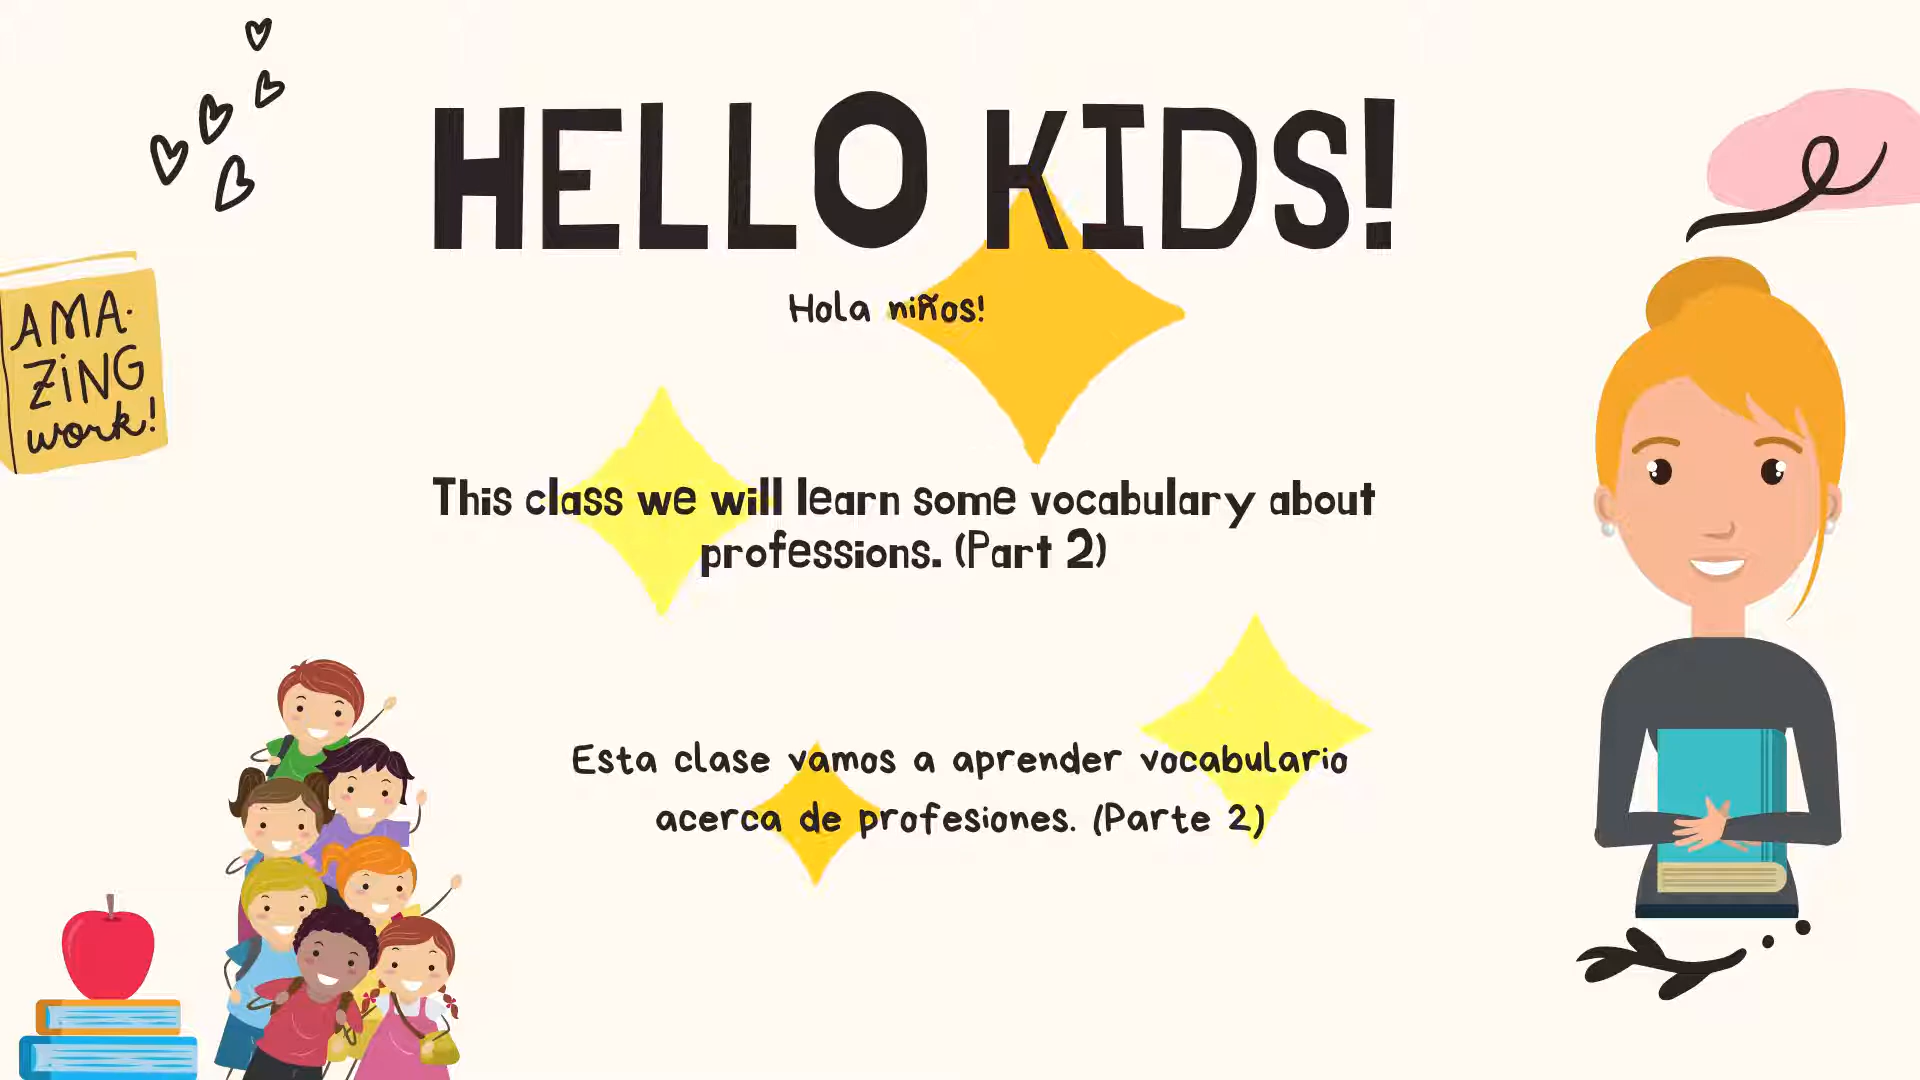 HELLO KIDS!
Hola niños!
AMA-
ZiNG
work!
This class we will learn some vocabulary about
professions. (Part 2)
Esta clase vamos a aprender vocabulario
acerca de profesiones. (Parte 2)